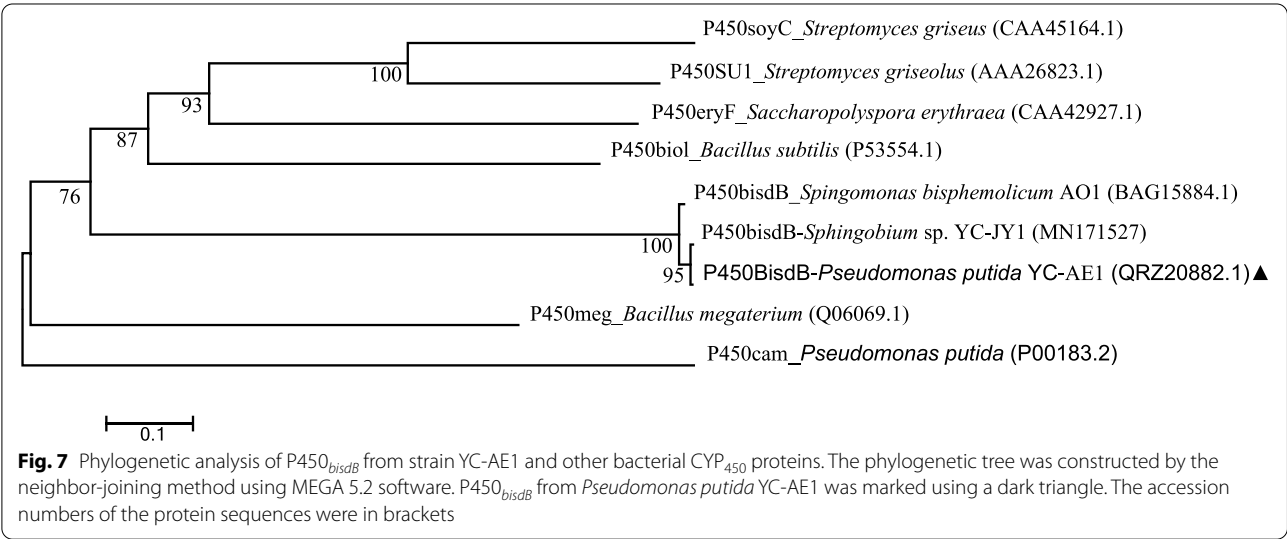 P450soyC_Streptomyces griseus (CAA45164.1)
100
P450SU1_Streptomyces griseolus (AAA26823.1)
93
P450eryF_Saccharopolyspora erythraea (CAA42927.1)
87
P450biol_Bacillus subtilis (P53554.1)
76
P450bisdB_Spingomonas bisphemolicum AO1 (BAG15884.1)
P450bisdB-Sphingobium sp. YC-JY1 (MN171527)
100
95
P450BisdB-Pseudomonas putida YC-AE1 (QRZ20882.1)▲
P450meg_Bacillus megaterium (Q06069.1)
P450cam_Pseudomonas putida (P00183.2)
0.1
Fig. 7 Phylogenetic analysis of P450bisdB from strain YC-AE1 and other bacterial CYP450 proteins. The phylogenetic tree was constructed by the
neighbor-joining method using MEGA 5.2 software. P450bisdB from Pseudomonas putida YC-AE1 was marked using a dark triangle. The accession
numbers of the protein sequences were in brackets